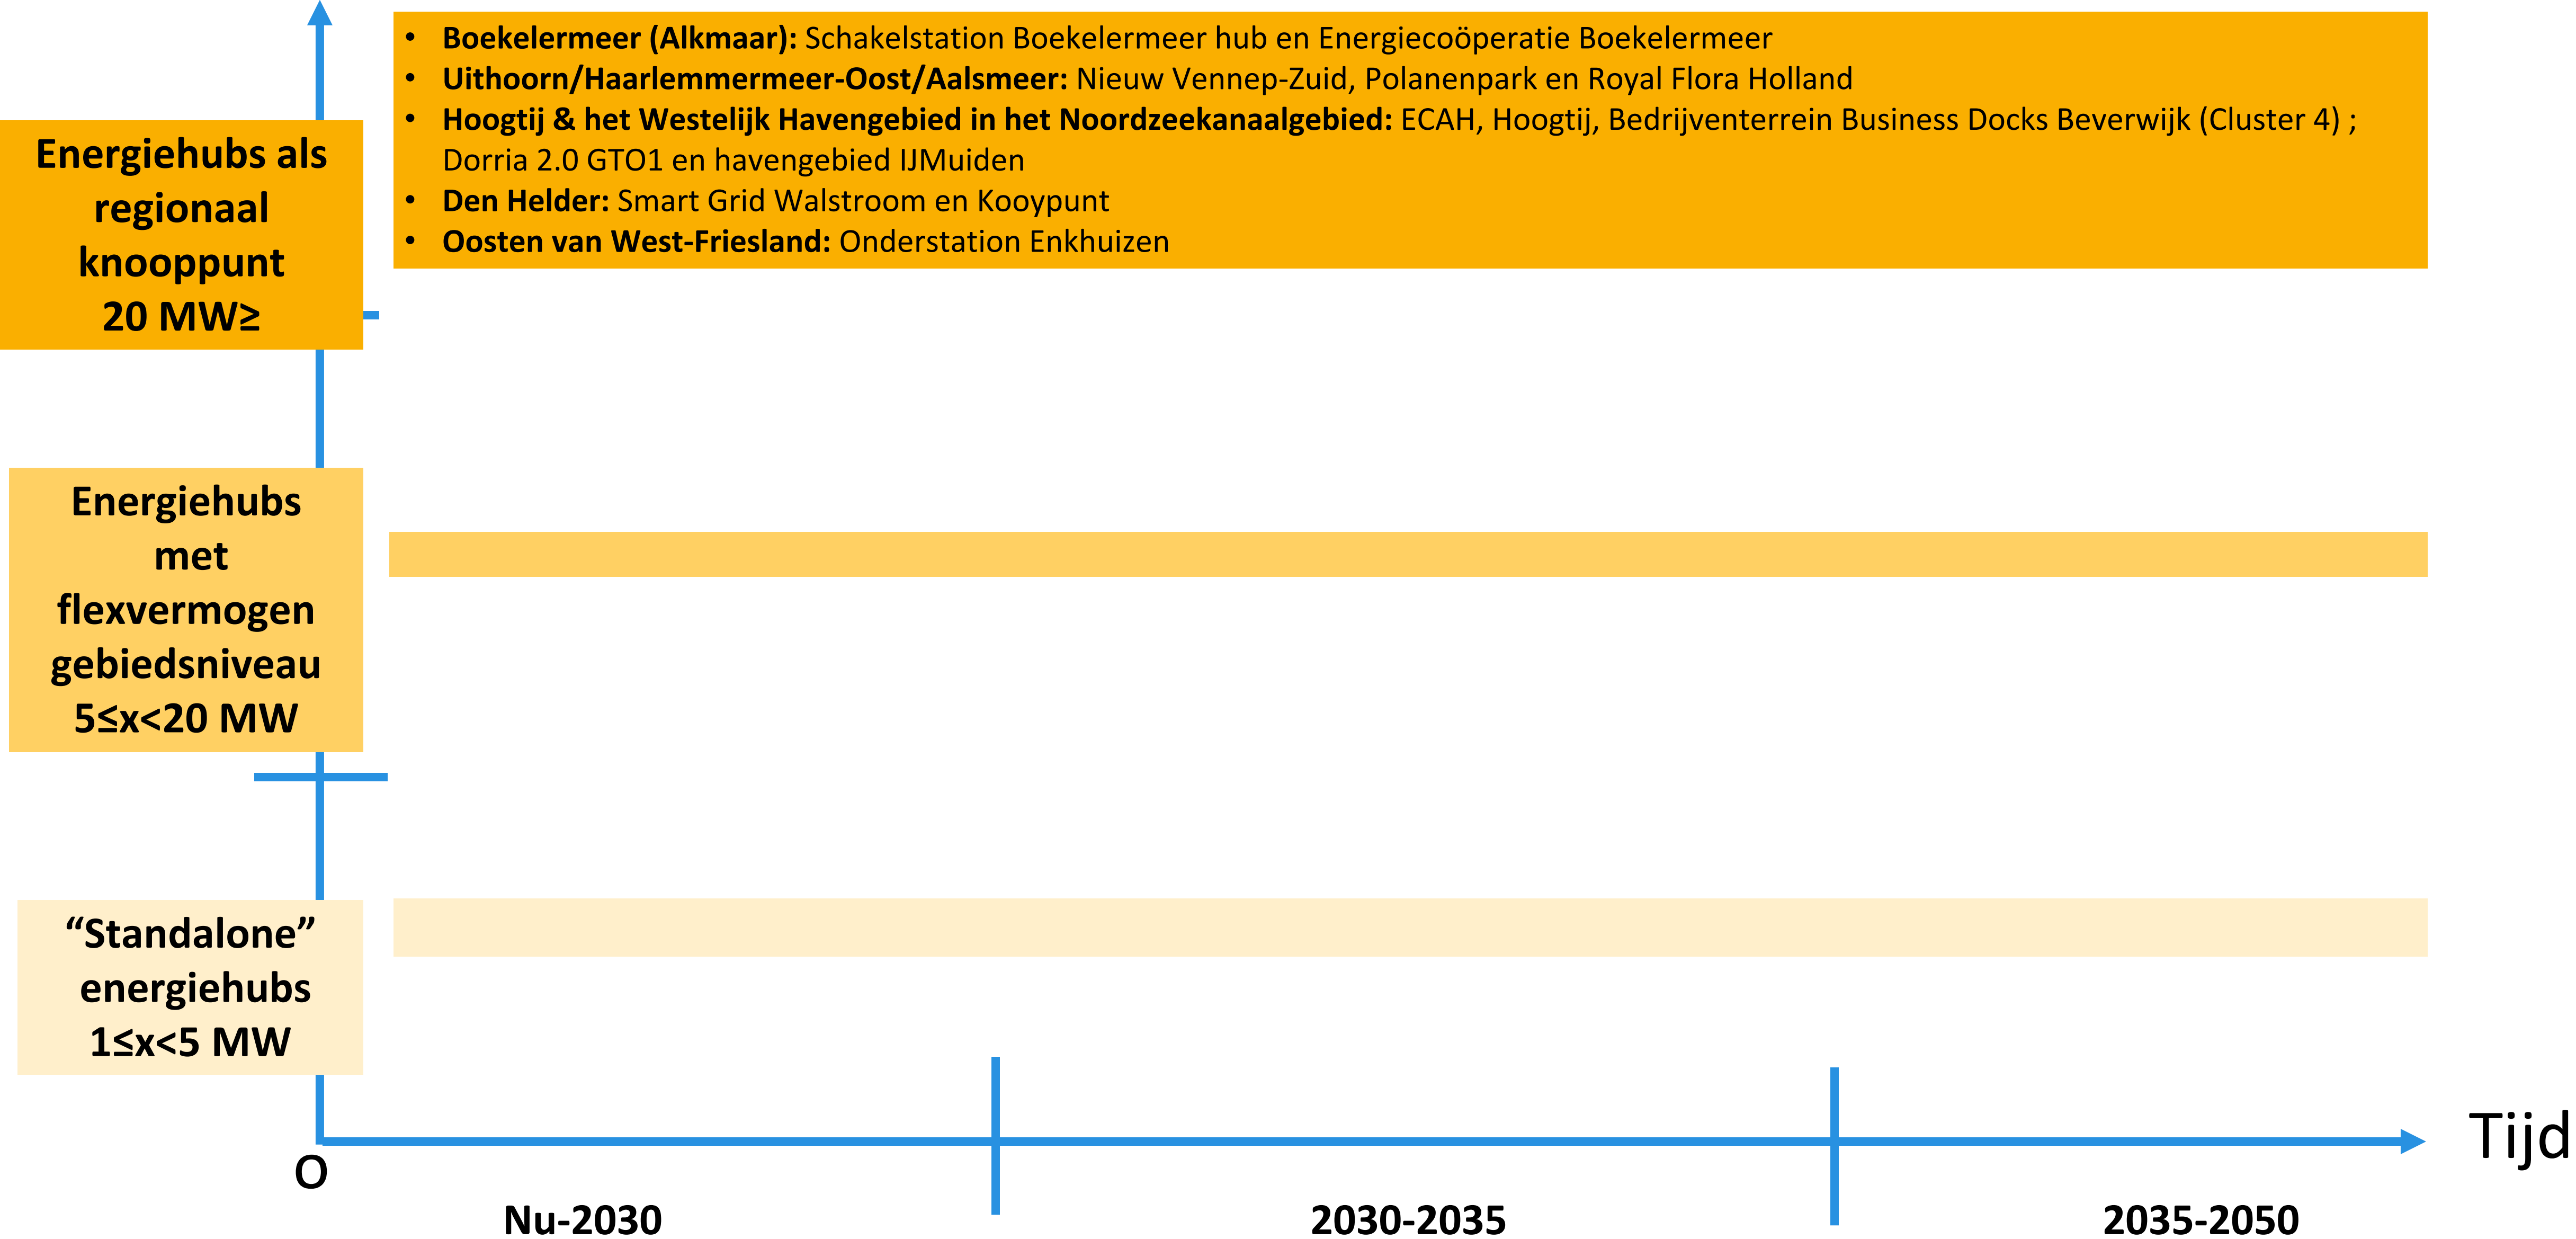 • Boekelermeer (Alkmaar): Schakelstation Boekelermeer hub en Energiecoöperatie Boekelermeer
• Uithoorn/Haarlemmermeer-Oost/Aalsmeer: Nieuw Vennep-Zuid, Polanenpark en Royal Flora Holland
• Hoogtij & het Westelijk Havengebied in het Noordzeekanaalgebied: ECAH, Hoogtij, Bedrijventerrein Business Docks Beverwijk (Cluster 4) ;
Dorria 2.0 GTO1 en havengebied IJMuiden
• Den Helder: Smart Grid Walstroom en Kooypunt
• Oosten van West-Friesland: Onderstation Enkhuizen
Energiehubs als
regionaal
knooppunt
20 MW≥
Energiehubs
met
flexvermogen
gebiedsniveau
5≤x<20 MW
“Standalone”
energiehubs
1≤x<5 MW
Tijd
O
Nu-2030
2030-2035
2035-2050